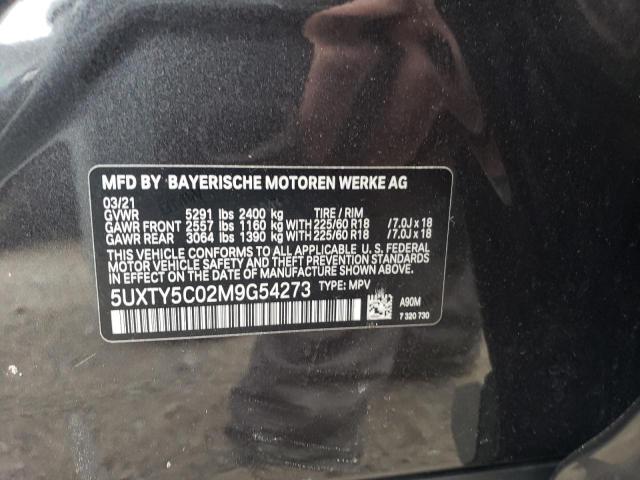 MFD BY BAYERISCHE MOTOREN WERKE AG
03/21
GVWR 5291 lbs 2400 kg TIRE / RIM
GAWR FRONT 2557 lbs 1160 kg WITH 225/60 R18 /7.0J x 18
GAWR REAR 3064 lbs 1390 kg WITH 225/60 R18 /7.0J x 18
THIS VEHICLE CONFORMS TO ALL APPLICABLE U. S. FEDERAL
MOTOR VEHICLE SAFETY AND THEFT PREVENTION STANDARDS
IN EFFECT ON THE DATE OF MANUFACTURE SHOWN ABOVE.
5UXTY5C02M9G54273 TYPE: MPV
A90M
7 320 730